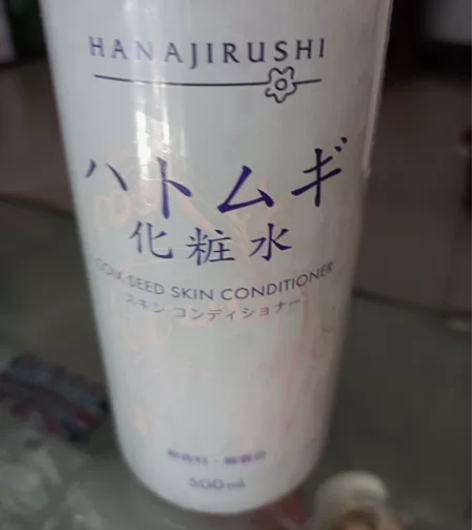 HANAJIRUSHI
ハトムギ
化粧水
COIX SEED SKIN CONDITIONER
スキンコンディショナー
500ml